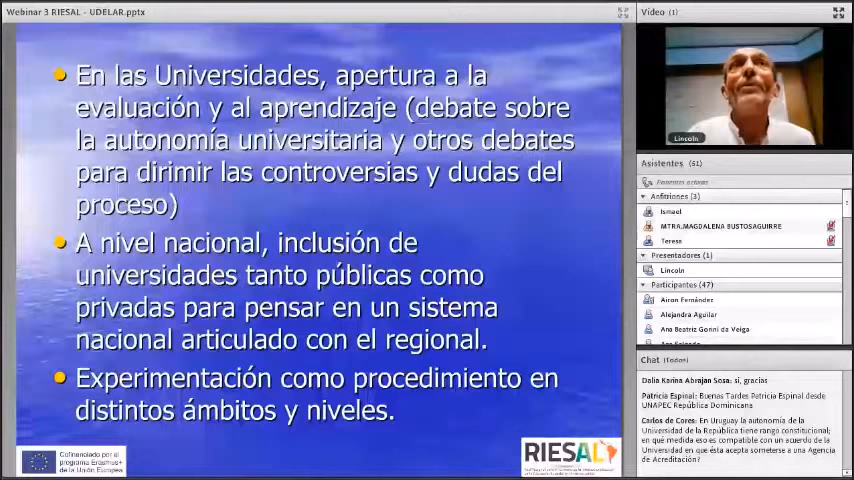 Webinar 3 RIESAL - UDELAR.pptx
En las Universidades, apertura a la
evaluación y al aprendizaje (debate sobre
la autonomía universitaria y otros debates
para dirimir las controversias y dudas del
proceso)
A nivel nacional, inclusión de
universidades tanto públicas como
privadas para pensar en un sistema
nacional articulado con el regional.
Experimentación como procedimiento en
distintos ámbitos y niveles.
Cofinanciado por el
programa Erasmus+
de la Unión Europea
RIESAL
Vídeo (1)
Lincoln
Asistentes (51)
Ponentes activos
Anfitriones (3)
Ismael
MTRA.MAGDALENA BUSTOSAGUIRRE
Teresa
Presentadores (1)
Lincoln
Participantes (47)
Airon Fernández
Alejandra Aguilar
Ana Beatriz Gorini da Veiga
Chat (Todos)
Dalia Karina Abrajan Sosa: si, gracias
Patricia Espinal: Buenas Tardes Patricia Espinal desde
UNAPEC República Dominicana
Carlos de Cores: En Uruguay la autonomía de la
Universidad de la República tiene rango constitucional;
en qué medida eso es compatible con un acuerdo de la
Universidad en que ésta acepta someterse a una Agencia
de Acreditación?